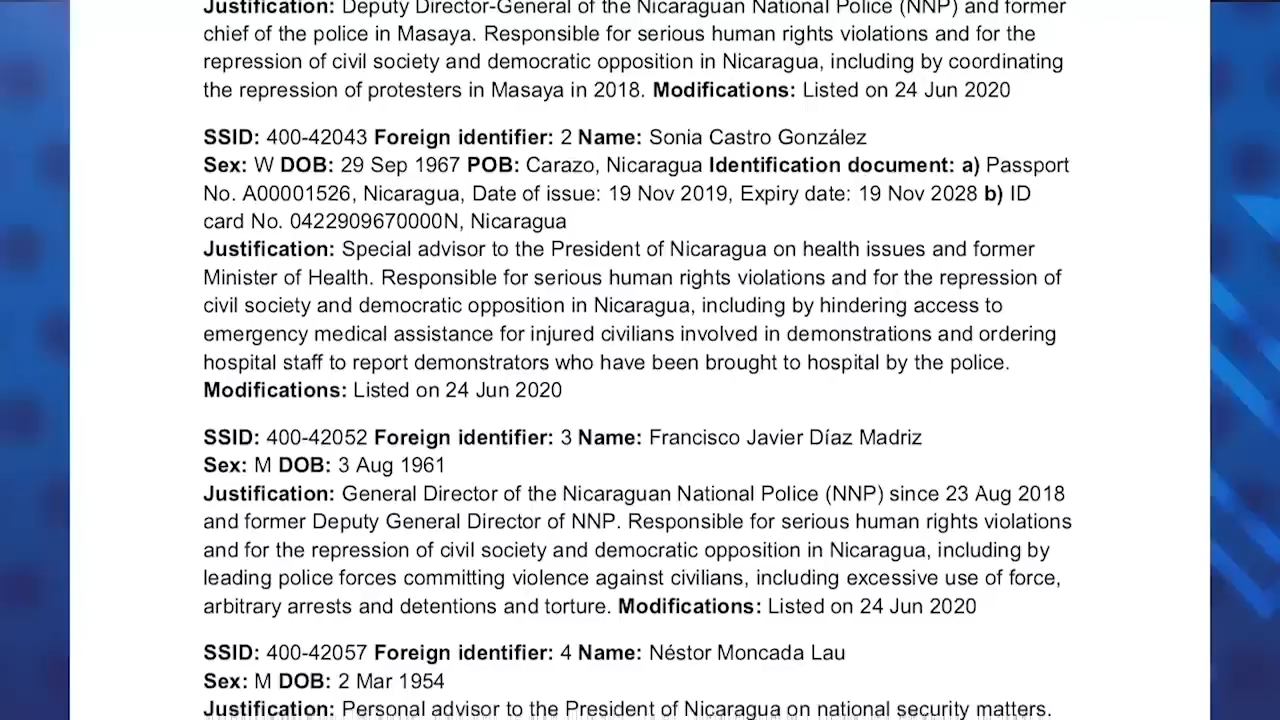 Justification: Deputy Director-General of the Nicaraguan National Police (NNP) and former
chief of the police in Masaya. Responsible for serious human rights violations and for the
repression of civil society and democratic opposition in Nicaragua, including by coordinating
the repression of protesters in Masaya in 2018. Modifications: Listed on 24 Jun 2020
SSID: 400-42043 Foreign identifier: 2 Name: Sonia Castro González
Sex: W DOB: 29 Sep 1967 POB: Carazo, Nicaragua Identification document: a) Passport
No. A00001526, Nicaragua, Date of issue: 19 Nov 2019, Expiry date: 19 Nov 2028 b) ID
card No. 0422909670000N, Nicaragua
Justification: Special advisor to the President of Nicaragua on health issues and former
Minister of Health. Responsible for serious human rights violations and for the repression of
civil society and democratic opposition in Nicaragua, including by hindering access to
emergency medical assistance for injured civilians involved in demonstrations and ordering
hospital staff to report demonstrators who have been brought to hospital by the police.
Modifications: Listed on 24 Jun 2020
SSID: 400-42052 Foreign identifier: 3 Name: Francisco Javier Díaz Madriz
Sex: M DOB: 3 Aug 1961
Justification: General Director of the Nicaraguan National Police (NNP) since 23 Aug 2018
and former Deputy General Director of NNP. Responsible for serious human rights violations
and for the repression of civil society and democratic opposition in Nicaragua, including by
leading police forces committing violence against civilians, including excessive use of force,
arbitrary arrests and detentions and torture. Modifications: Listed on 24 Jun 2020
SSID: 400-42057 Foreign identifier: 4 Name: Néstor Moncada Lau
Sex: M DOB: 2 Mar 1954
Justification: Personal advisor to the President of Nicaragua on national security matters.